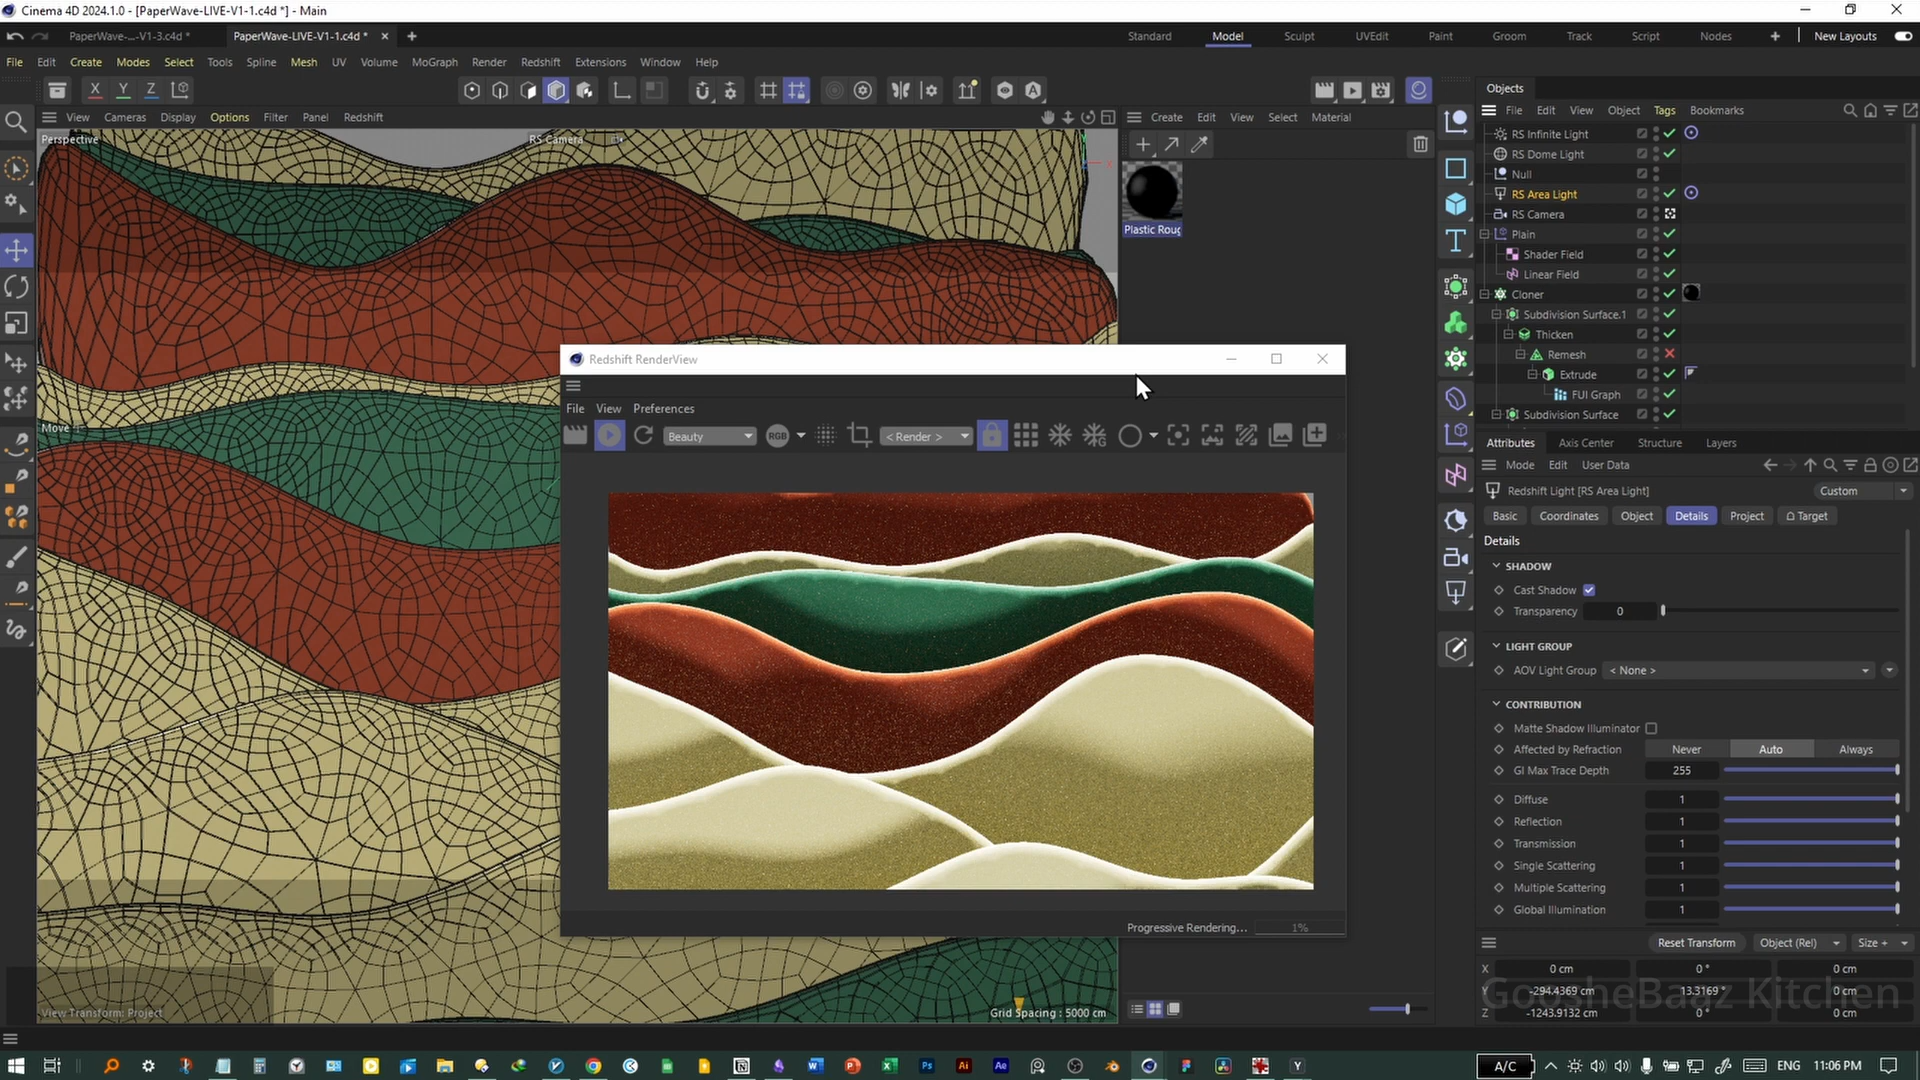 Cinema 4D 2024.1.0 - [PaperWave-LIVE-V1-1.c4d *] - Main
PaperWave-...-V1-3.c4d *
PaperWave-LIVE-V1-1.c4d *
Standard
Model
Sculpt
UVEdit
Paint
Groom
Track
Script
Nodes
New Layouts
File Edit Create Modes Select Tools Spline Mesh UV Volume MoGraph Render Redshift Extensions Window Help
X Y Z
View Cameras Display Options Filter Panel Redshift
Perspective
RS Camera
Move
View Transform: Project
Grid Spacing : 5000 cm
Create Edit View Select Material
Plastic Roug
Redshift RenderView
File View Preferences
Beauty
RGB
< Render >
Progressive Rendering...
1%
Objects
File Edit View Object Tags Bookmarks
RS Infinite Light
RS Dome Light
Null
RS Area Light
RS Camera
Plain
Shader Field
Linear Field
Cloner
Subdivision Surface.1
Thicken
Remesh
Extrude
FUI Graph
Subdivision Surface
Attributes Axis Center Structure Layers
Mode Edit User Data
Redshift Light [RS Area Light]
Custom
Basic Coordinates Object Details Project Target
Details
SHADOW
Cast Shadow
Transparency 0
LIGHT GROUP
AOV Light Group < None >
CONTRIBUTION
Matte Shadow Illuminator
Affected by Refraction Never Auto Always
GI Max Trace Depth 255
Diffuse 1
Reflection 1
Transmission 1
Single Scattering 1
Multiple Scattering 1
Global Illumination 1
Reset Transform Object (Rel) Size +
X 0 cm 0 ° 0 cm
Y -294.4369 cm 13.3169 ° 0 cm
Z -1243.9132 cm 0 ° 0 cm
GoosheBaaz Kitchen
A/C
ENG
11:06 PM